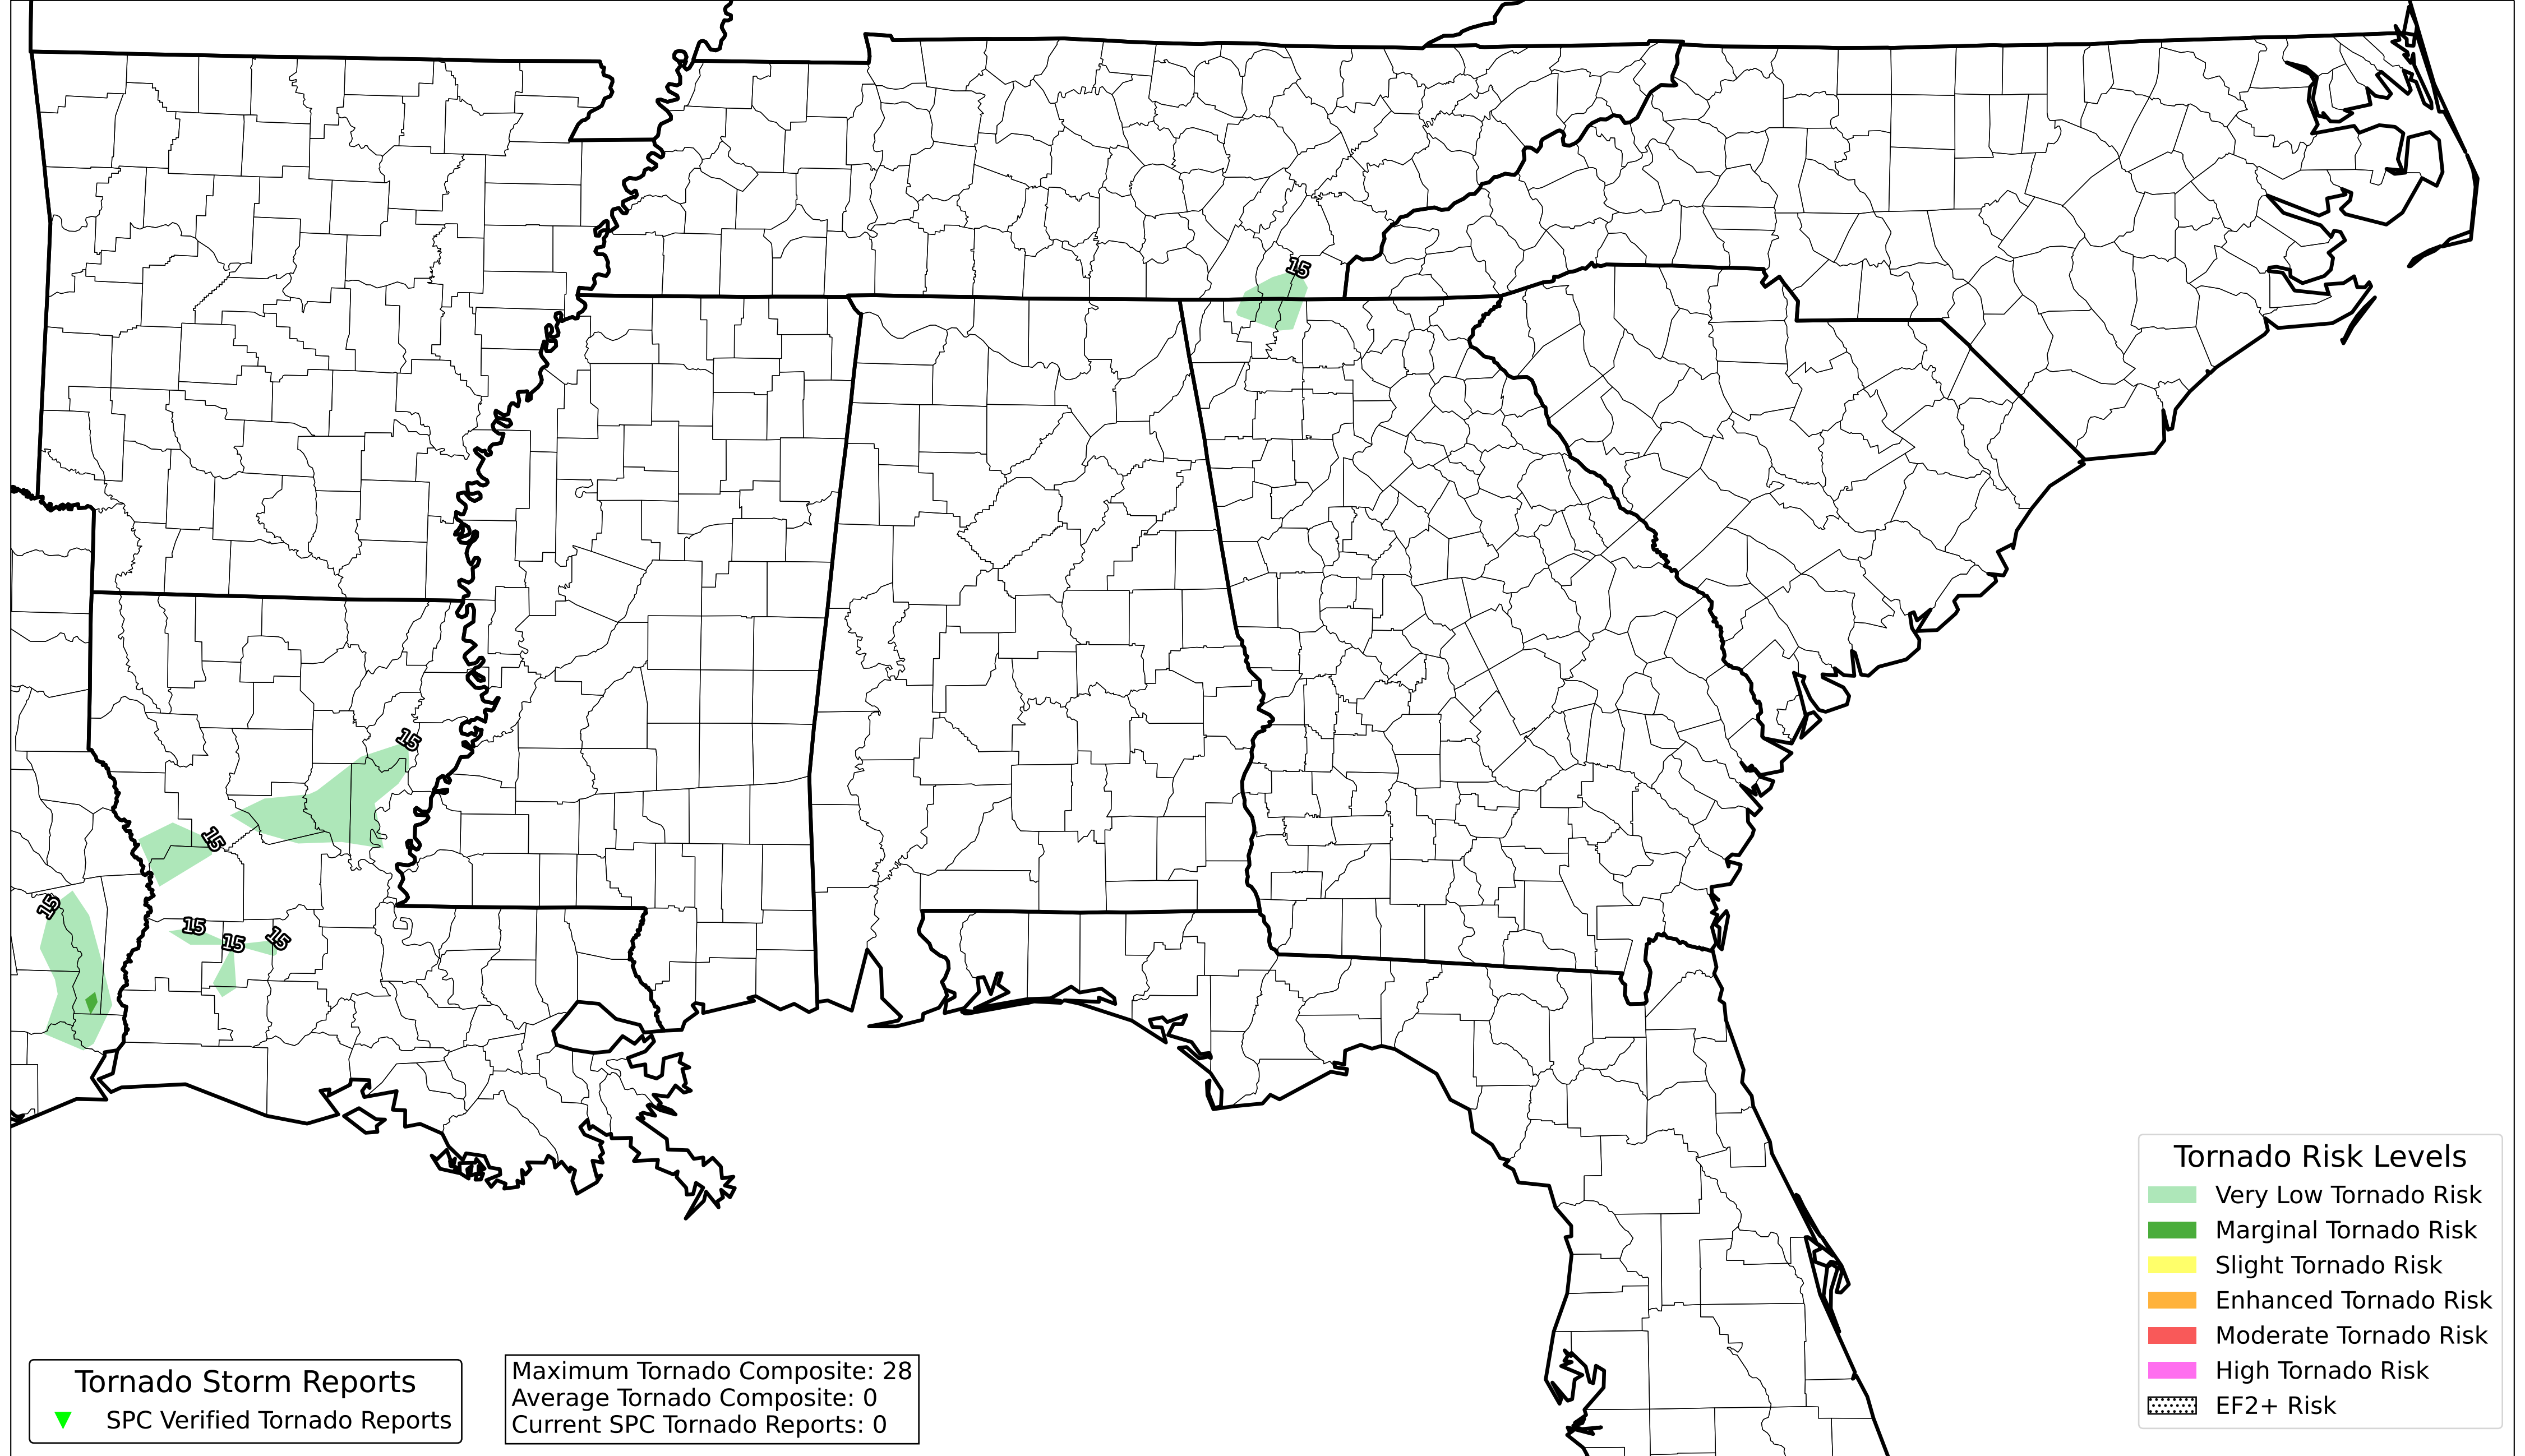 15
15
15
15
15
15
15
Tornado Risk Levels
Very Low Tornado Risk
Marginal Tornado Risk
Slight Tornado Risk
Enhanced Tornado Risk
Moderate Tornado Risk
High Tornado Risk
EF2+ Risk
Tornado Storm Reports
SPC Verified Tornado Reports
Maximum Tornado Composite: 28
Average Tornado Composite: 0
Current SPC Tornado Reports: 0